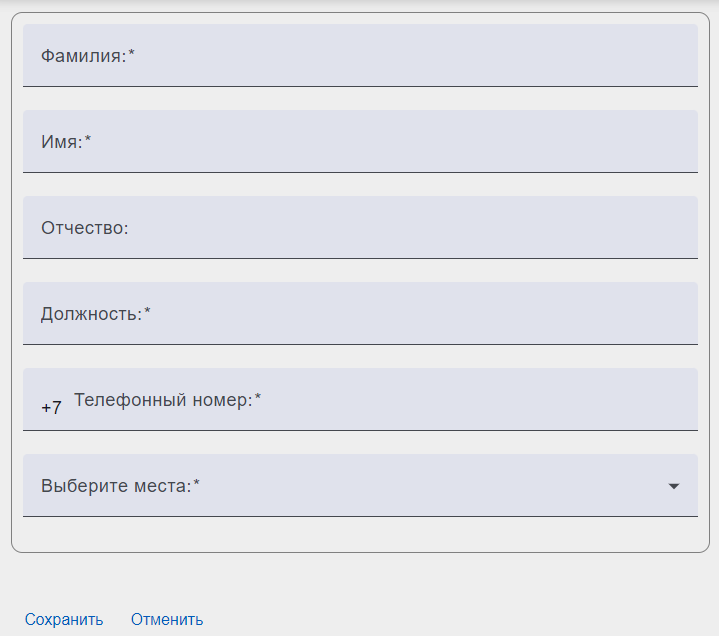 Фамилия:*
Имя:*
Отчество:
Должность:*
+7 Телефонный номер:*
Выберите места:*
Сохранить Отменить